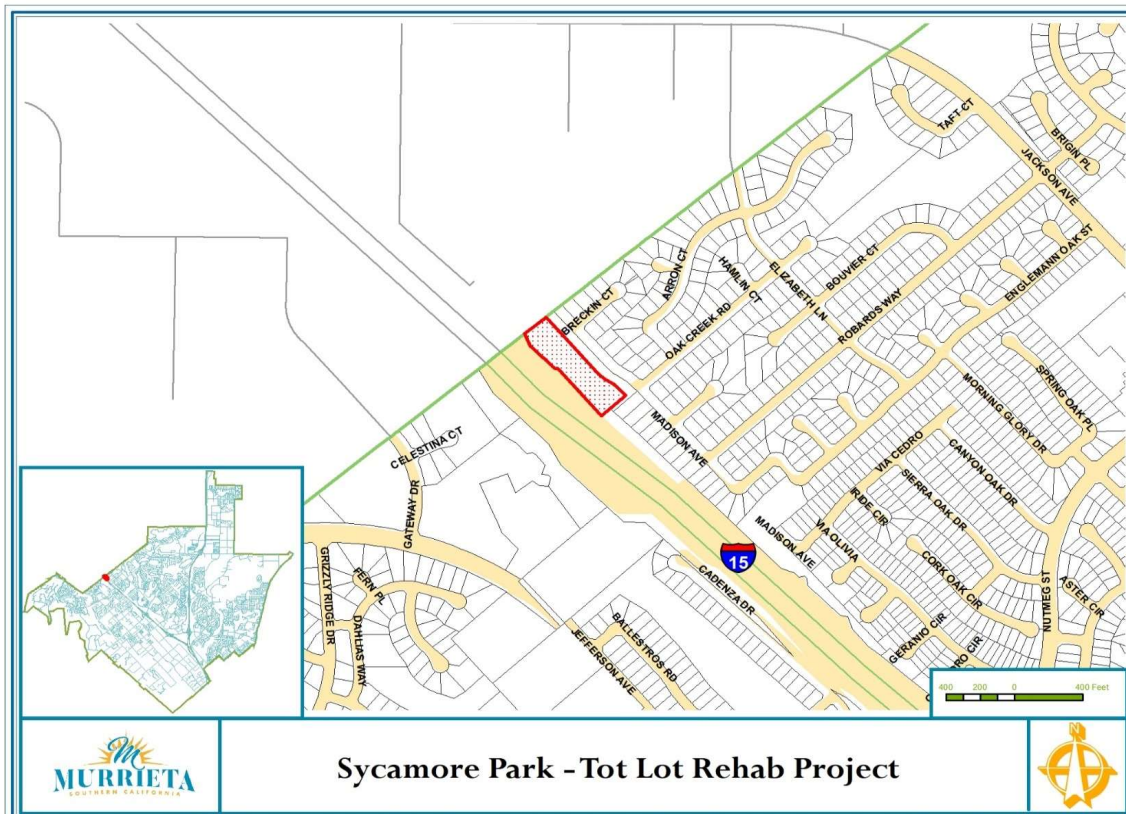 TAFT CT
BRIGIN PL
JACKSON AVE
ARRON CT
HAMLIN CT
ELIZABETH LN
BOUVIER CT
ENGLEMANN OAK ST
BRECKIN CT
OAK CREEK RD
ROBARDS WAY
SPRING OAK PL
MORNING GLORY DR
MADISON AVE
CELESTINA CT
VIA CEDRO
CANYON OAK DR
SIERRA OAK DR
IRIDE CIR
GATEWAY DR
MADISON AVE
VIA OLIVIA
CORK OAK CIR
15
GRIZZLY RIDGE DR
FERN PL
CADENZA DR
NUTMEG ST
ASTER CIR
DAHLIAS WAY
BALLESTROS RD
JEFFERSON AVE
GERANIO CIR
400 200 0 400 Feet
M
MURRIETA
SOUTHERN CALIFORNIA
Sycamore Park - Tot Lot Rehab Project
N